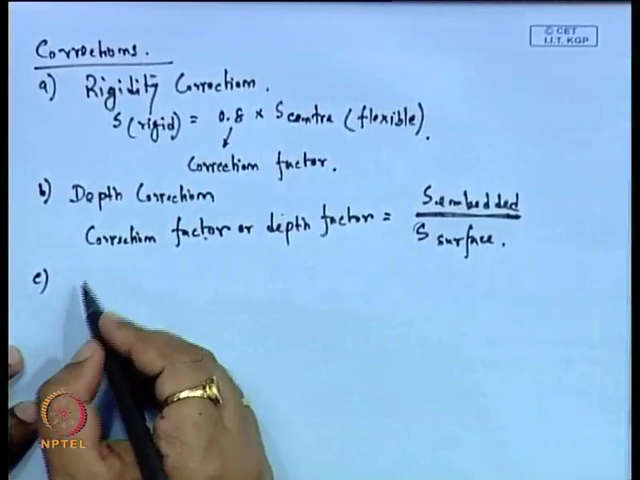 © CET
I.I.T. KGP
Corrections.
a) Rigidity Correction.
S(rigid) = 0.8 × S centre (flexible).
Correction factor.
b) Depth Correction
Correction factor or depth factor = S embedded / S surface.
c)
NPTEL